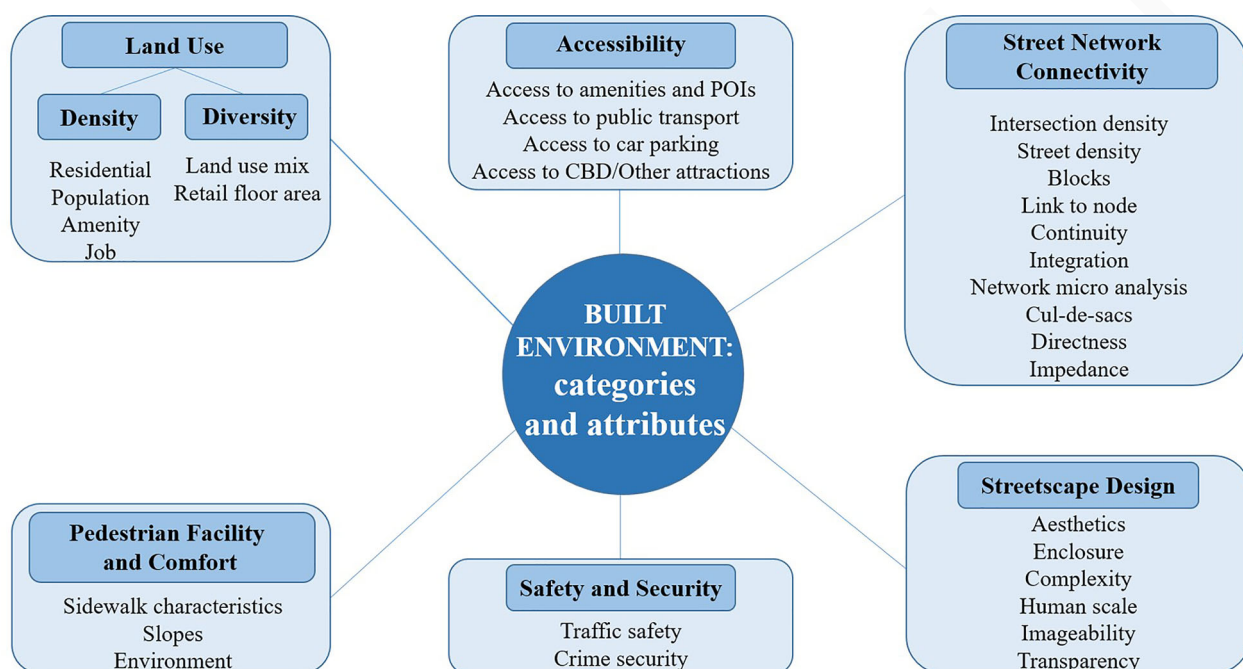 Land Use
Density
Residential
Population
Amenity
Job
Diversity
Land use mix
Retail floor area
Accessibility
Access to amenities and POIs
Access to public transport
Access to car parking
Access to CBD/Other attractions
Street Network
Connectivity
Intersection density
Street density
Blocks
Link to node
Continuity
Integration
Network micro analysis
Cul-de-sacs
Directness
Impedance
BUILT
ENVIRONMENT:
categories
and attributes
Pedestrian Facility
and Comfort
Sidewalk characteristics
Slopes
Environment
Safety and Security
Traffic safety
Crime security
Streetscape Design
Aesthetics
Enclosure
Complexity
Human scale
Imageability
Transparency